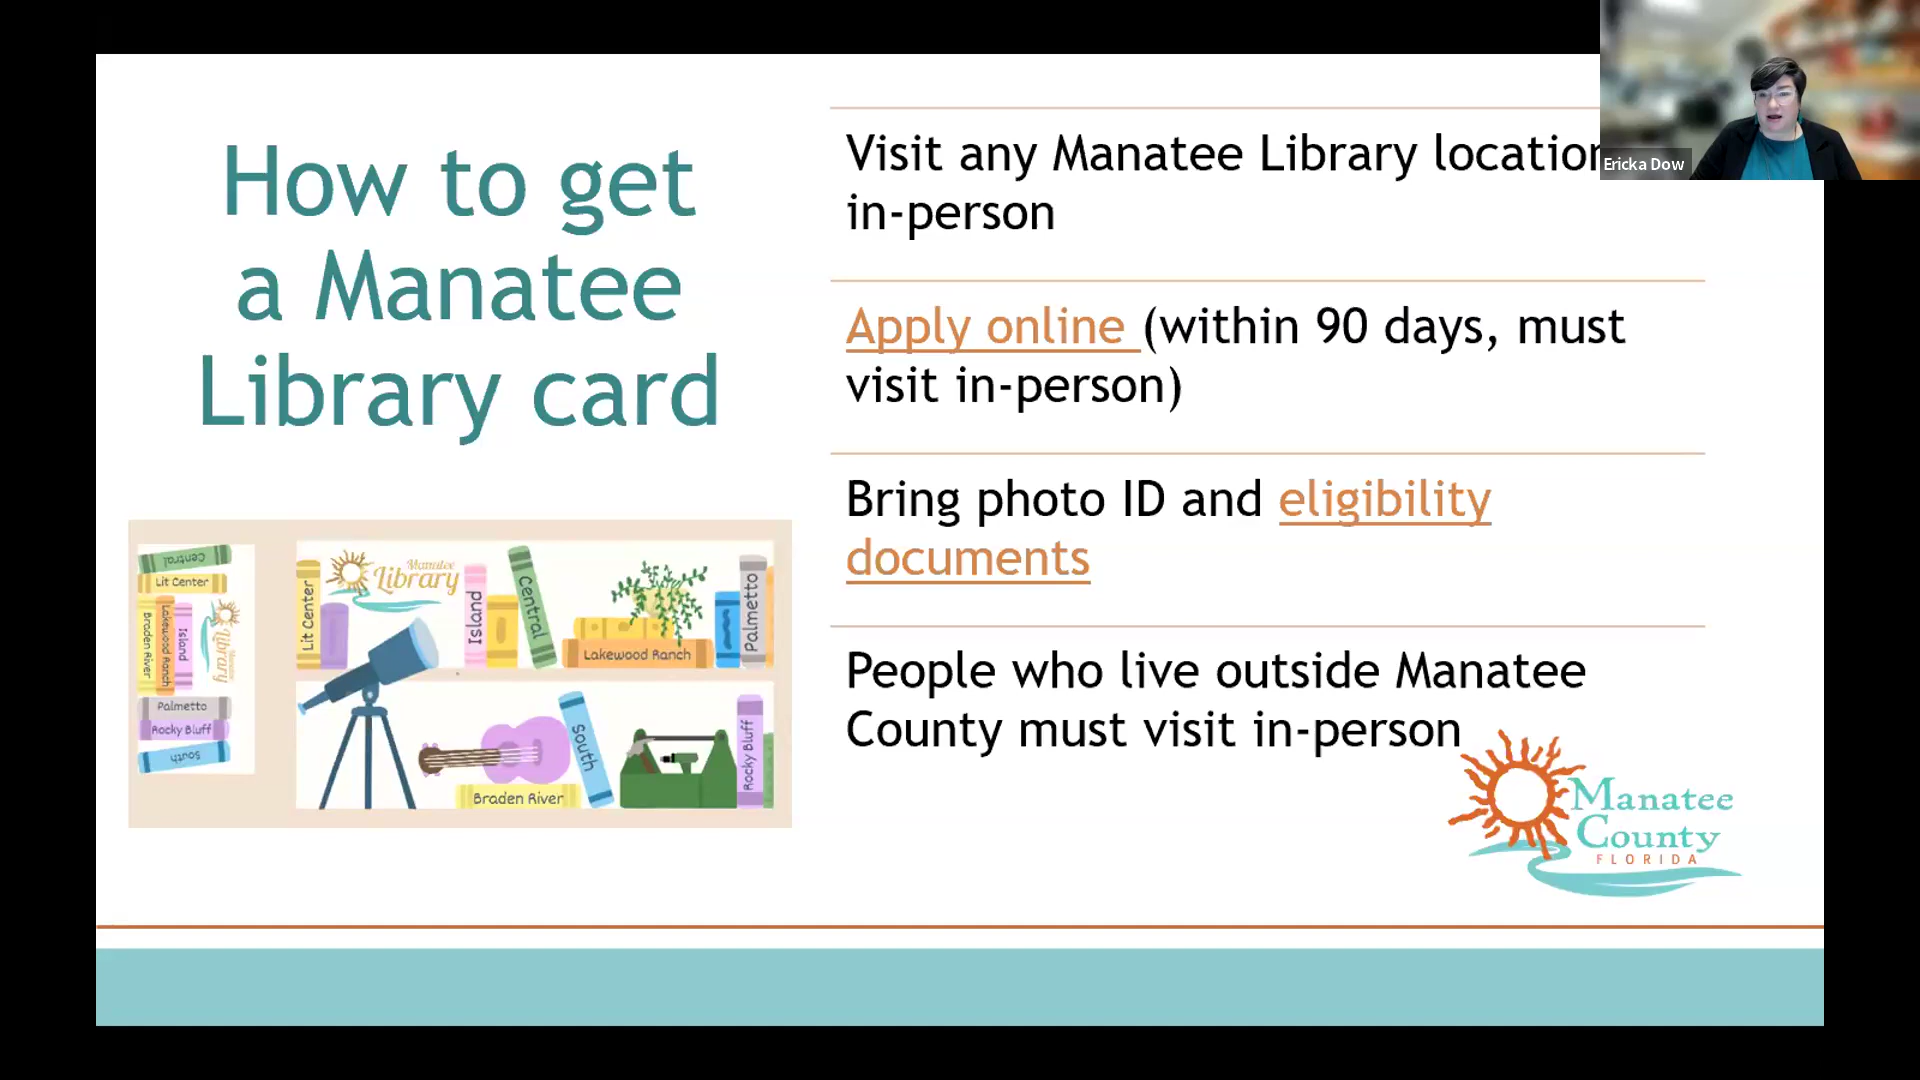 How to get
a Manatee
Library card
Visit any Manatee Library location
in-person
Apply online (within 90 days, must
visit in-person)
Bring photo ID and eligibility
documents
People who live outside Manatee
County must visit in-person
Ericka Dow
Central
Lit Center
Braden River
Lakewood Ranch
Island
Manatee
Library
Palmetto
Rocky Bluff
South
Lit Center
Manatee
Library
Island
Central
Lakewood Ranch
Palmetto
Braden River
South
Rocky Bluff
Manatee
County
FLORIDA